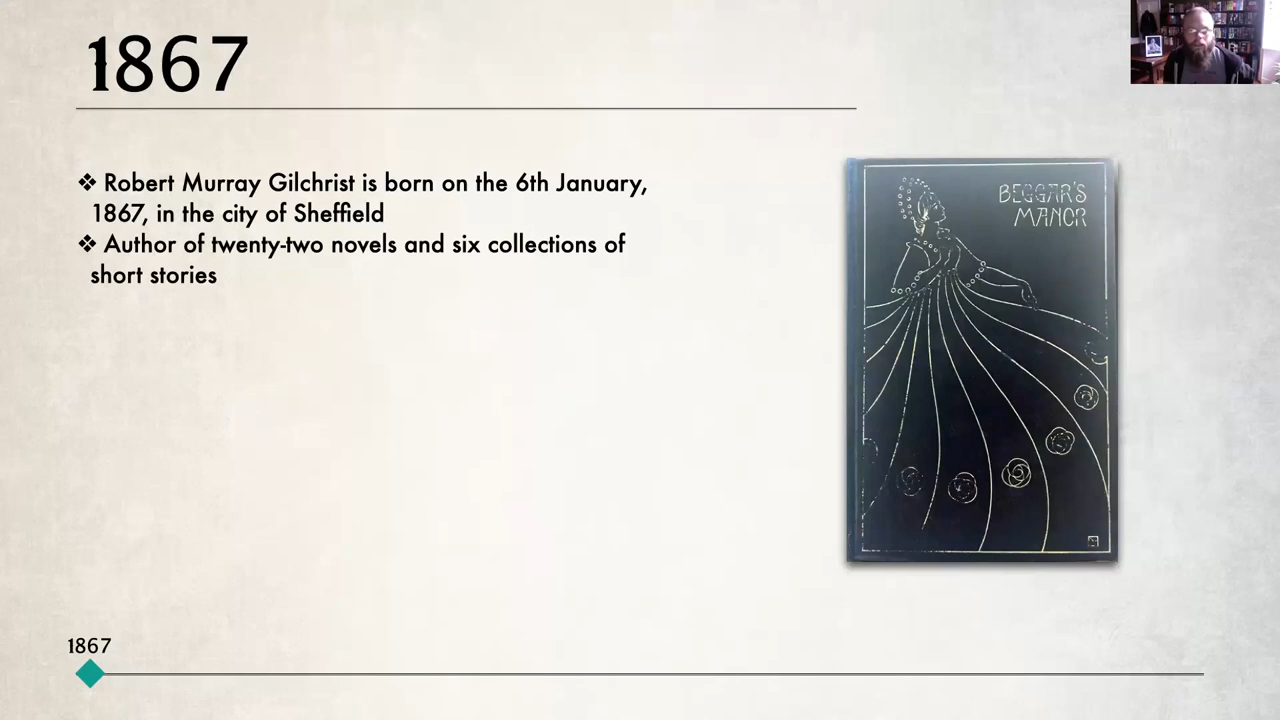 1867
❖ Robert Murray Gilchrist is born on the 6th January,
1867, in the city of Sheffield
❖ Author of twenty-two novels and six collections of
short stories
BEGGAR'S
MANOR
1867